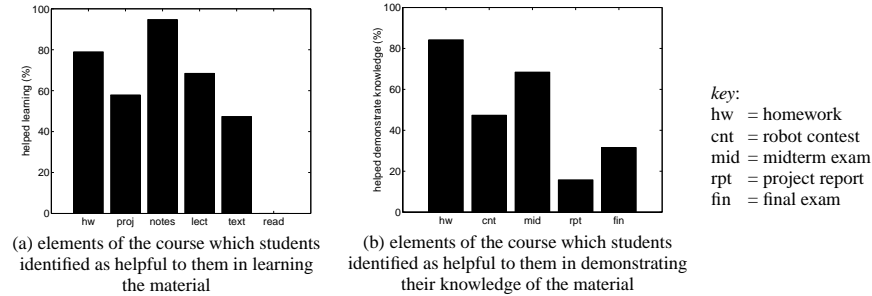 100
80
60
40
20
0
helped learning (%)
hw proj notes lect text read
(a) elements of the course which students
identified as helpful to them in learning
the material
100
80
60
40
20
0
helped demonstrate knowledge (%)
hw cnt mid rpt fin
(b) elements of the course which students
identified as helpful to them in demonstrating
their knowledge of the material
key:
hw = homework
cnt = robot contest
mid = midterm exam
rpt = project report
fin = final exam